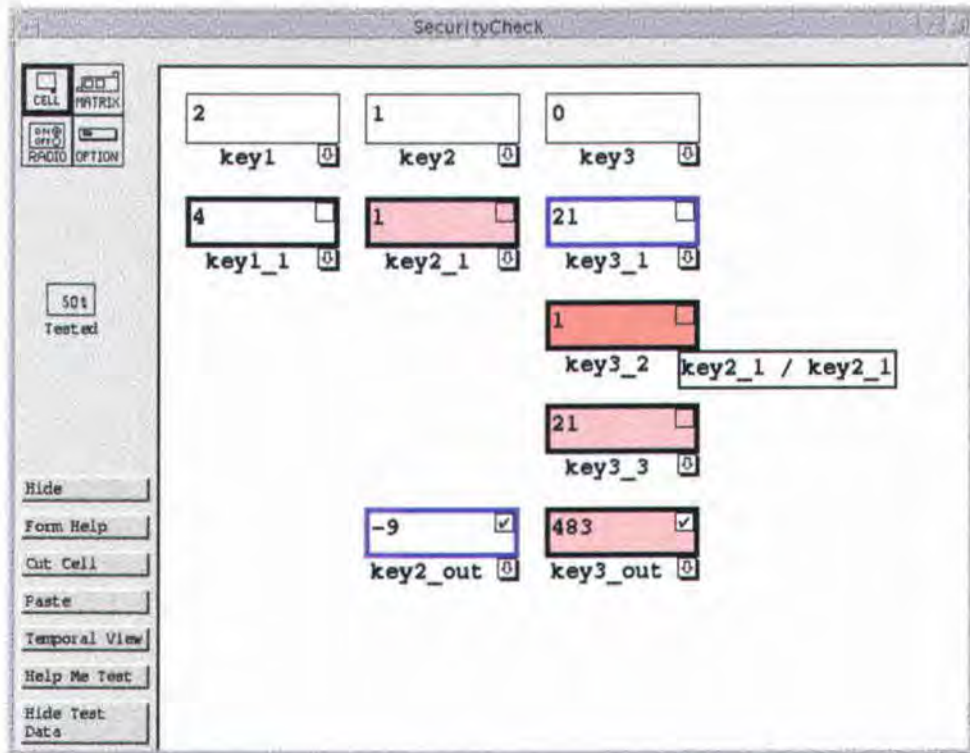 SecurityCheck
CELL MATRIX
ON OFF
RADIO OPTION
2 1 0
key1 key2 key3
4 1 21
key1_1 key2_1 key3_1
50%
Tested
1
key3_2 key2_1 / key2_1
21
key3_3
Hide
Form Help
-9 483
key2_out key3_out
Cut Cell
Paste
Temporal View
Help Me Test
Hide Test
Data